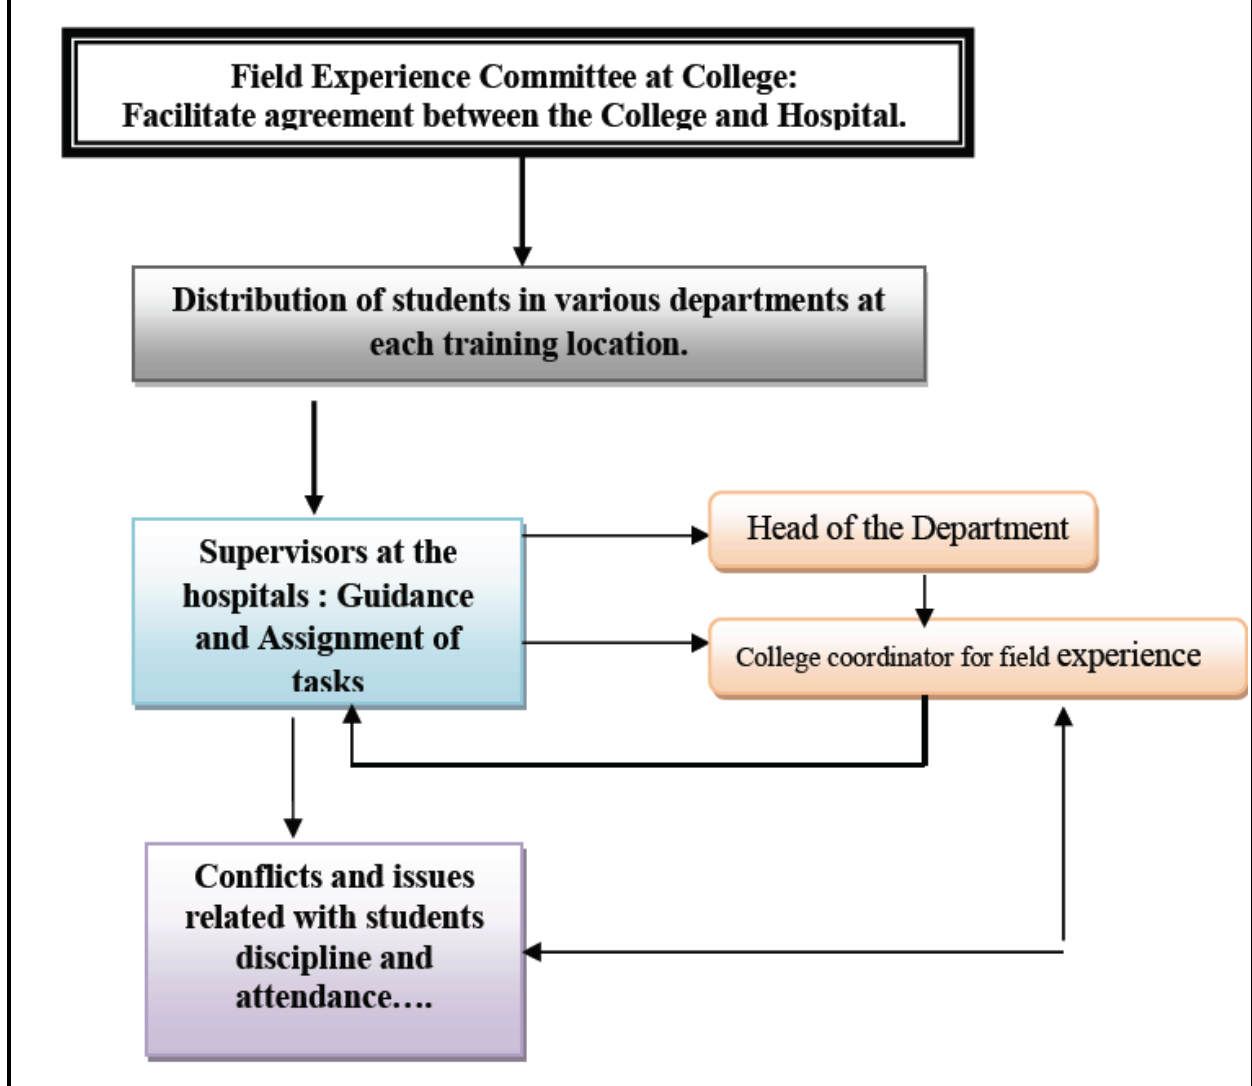 Field Experience Committee at College:
Facilitate agreement between the College and Hospital.
Distribution of students in various departments at
each training location.
Supervisors at the
hospitals : Guidance
and Assignment of
tasks
Head of the Department
College coordinator for field experience
Conflicts and issues
related with students
discipline and
attendance….